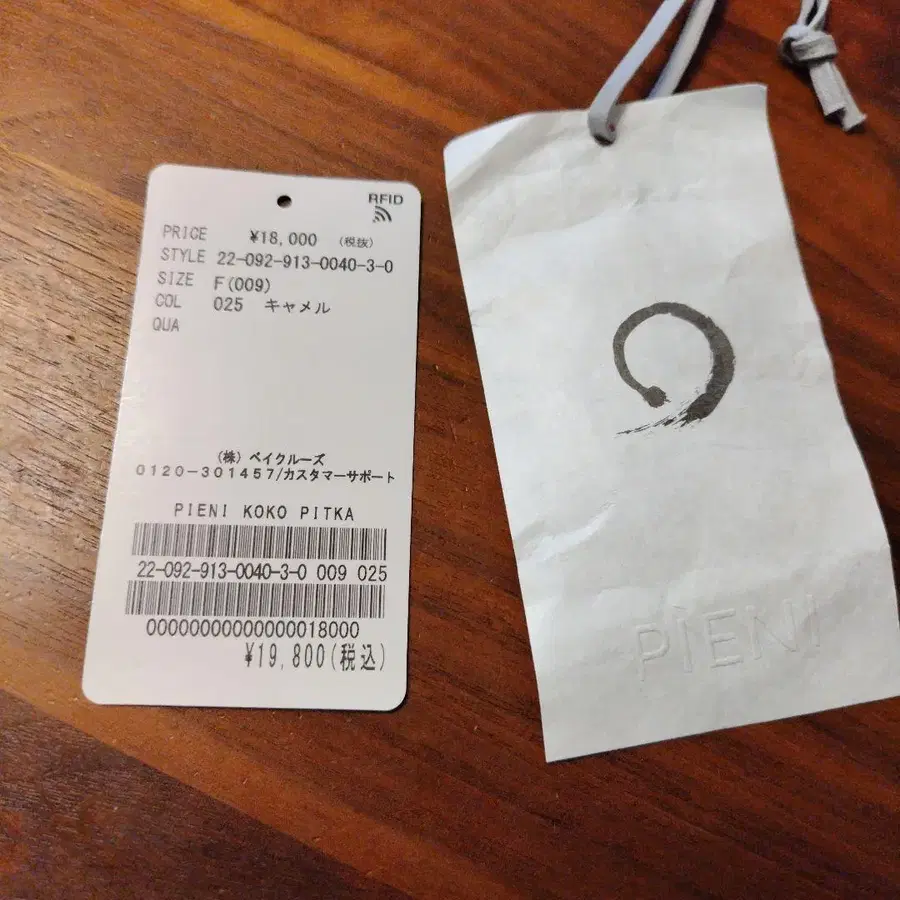 RFID
PRICE ¥18,000 (税抜)
STYLE 22-092-913-0040-3-0
SIZE F(009)
COL 025 キャメル
QUA
(株)ベイクルーズ
0120-301457/カスタマーサポート
PIENI KOKO PITKA
22-092-913-0040-3-0 009 025
000000000000000018000
¥19,800(税込)
PIENI